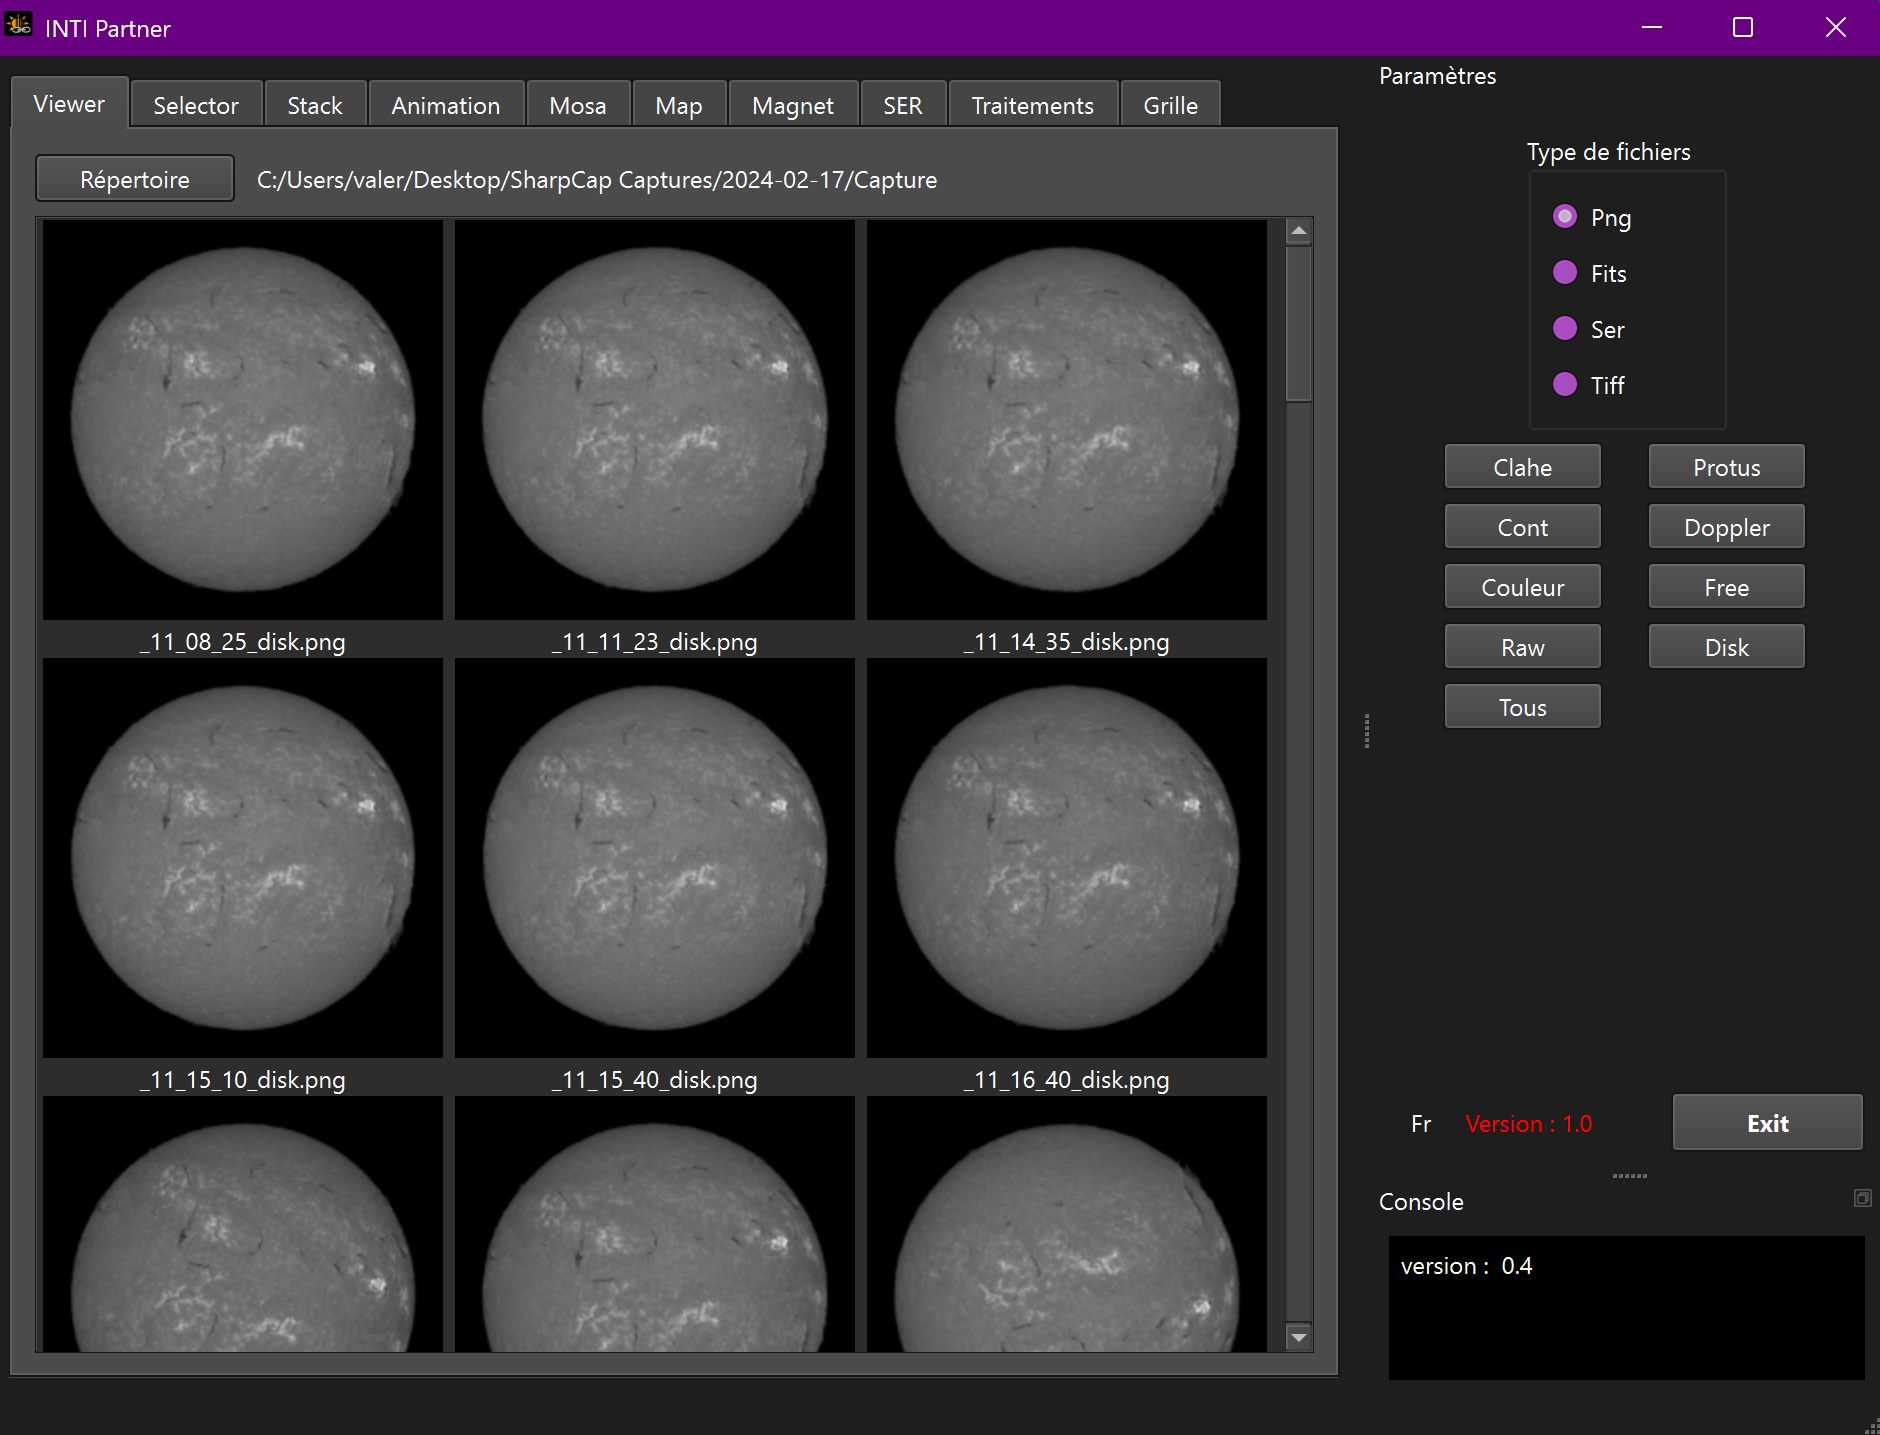 INTI Partner
Viewer Selector Stack Animation Mosa Map Magnet SER Traitements Grille
Répertoire C:/Users/valer/Desktop/SharpCap Captures/2024-02-17/Capture
_11_08_25_disk.png _11_11_23_disk.png _11_14_35_disk.png
_11_15_10_disk.png _11_15_40_disk.png _11_16_40_disk.png
Paramètres
Type de fichiers
Png
Fits
Ser
Tiff
Clahe Protus
Cont Doppler
Couleur Free
Raw Disk
Tous
Fr Version : 1.0 Exit
Console
version : 0.4